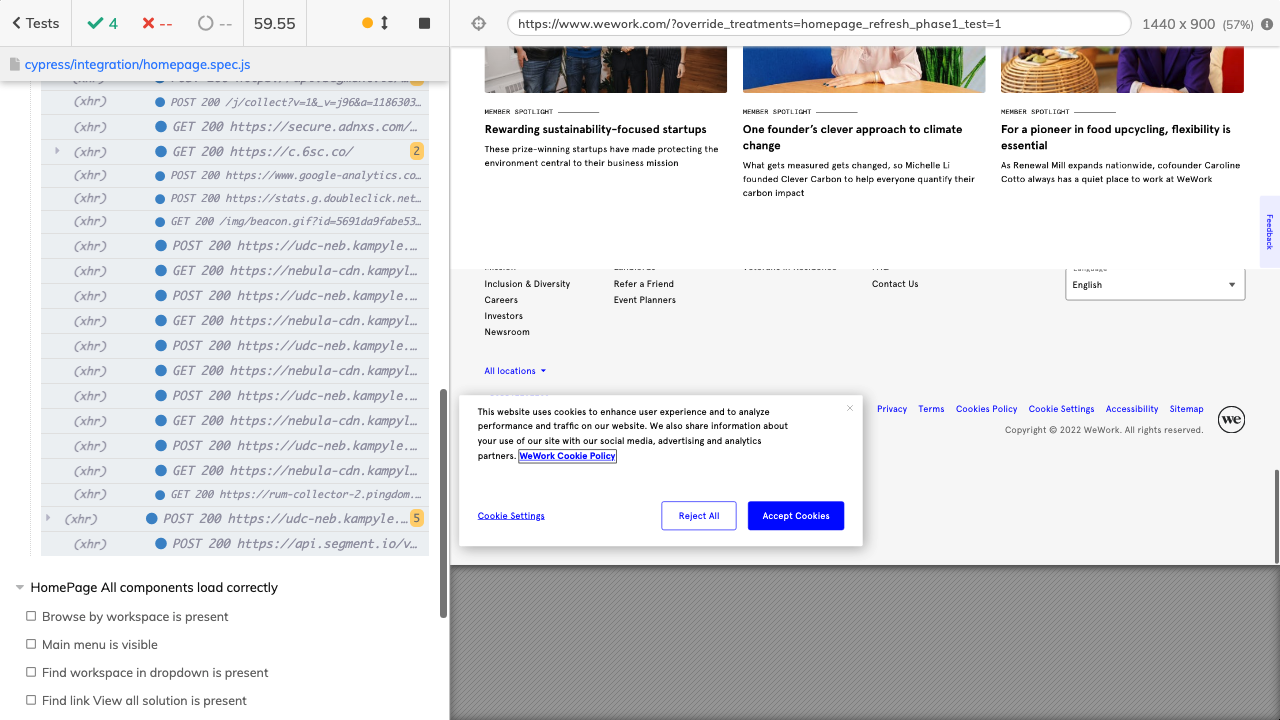 Tests
4
--
--
59.55
https://www.wework.com/?override_treatments=homepage_refresh_phase1_test=1
1440 x 900 (57%)
cypress/integration/homepage.spec.js
(xhr) POST 200 /j/collect?v=1&_v=j96&a=1186303...
(xhr) GET 200 https://secure.adnxs.com/...
(xhr) GET 200 https://c.6sc.co/ 2
(xhr) POST 200 https://www.google-analytics.co...
(xhr) POST 200 https://stats.g.doubleclick.net...
(xhr) GET 200 /img/beacon.gif?id=5691da9fabe53...
(xhr) POST 200 https://udc-neb.kampyle....
(xhr) GET 200 https://nebula-cdn.kampyl...
(xhr) POST 200 https://udc-neb.kampyle....
(xhr) GET 200 https://nebula-cdn.kampyl...
(xhr) POST 200 https://udc-neb.kampyle....
(xhr) GET 200 https://nebula-cdn.kampyl...
(xhr) POST 200 https://udc-neb.kampyle....
(xhr) GET 200 https://nebula-cdn.kampyl...
(xhr) POST 200 https://udc-neb.kampyle....
(xhr) GET 200 https://nebula-cdn.kampyl...
(xhr) GET 200 https://rum-collector-2.pingdom....
(xhr) POST 200 https://udc-neb.kampyle.... 5
(xhr) POST 200 https://api.segment.io/v...
HomePage All components load correctly
Browse by workspace is present
Main menu is visible
Find workspace in dropdown is present
Find link View all solution is present
MEMBER SPOTLIGHT
Rewarding sustainability-focused startups
These prize-winning startups have made protecting the
environment central to their business mission
MEMBER SPOTLIGHT
One founder's clever approach to climate
change
What gets measured gets changed, so Michelle Li
founded Clever Carbon to help everyone quantify their
carbon impact
MEMBER SPOTLIGHT
For a pioneer in food upcycling, flexibility is
essential
As Renewal Mill expands nationwide, cofounder Caroline
Cotto always has a quiet place to work at WeWork
Feedback
Inclusion & Diversity
Careers
Investors
Newsroom
Refer a Friend
Event Planners
Contact Us
Language
English
All locations
This website uses cookies to enhance user experience and to analyze
performance and traffic on our website. We also share information about
your use of our site with our social media, advertising and analytics
partners. WeWork Cookie Policy
Cookie Settings
Reject All
Accept Cookies
Privacy Terms Cookies Policy Cookie Settings Accessibility Sitemap
Copyright © 2022 WeWork. All rights reserved.
we